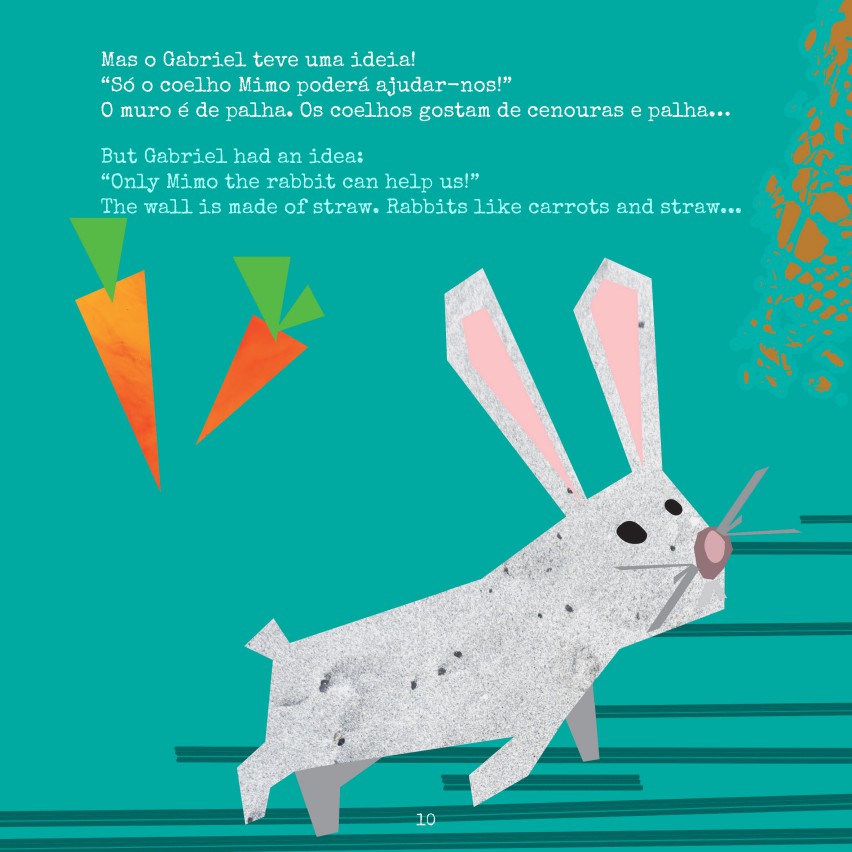 Mas o Gabriel teve uma ideia!
“Só o coelho Mimo poderá ajudar-nos!”
O muro é de palha. Os coelhos gostam de cenouras e palha...
But Gabriel had an idea:
“Only Mimo the rabbit can help us!”
The wall is made of straw. Rabbits like carrots and straw...
10